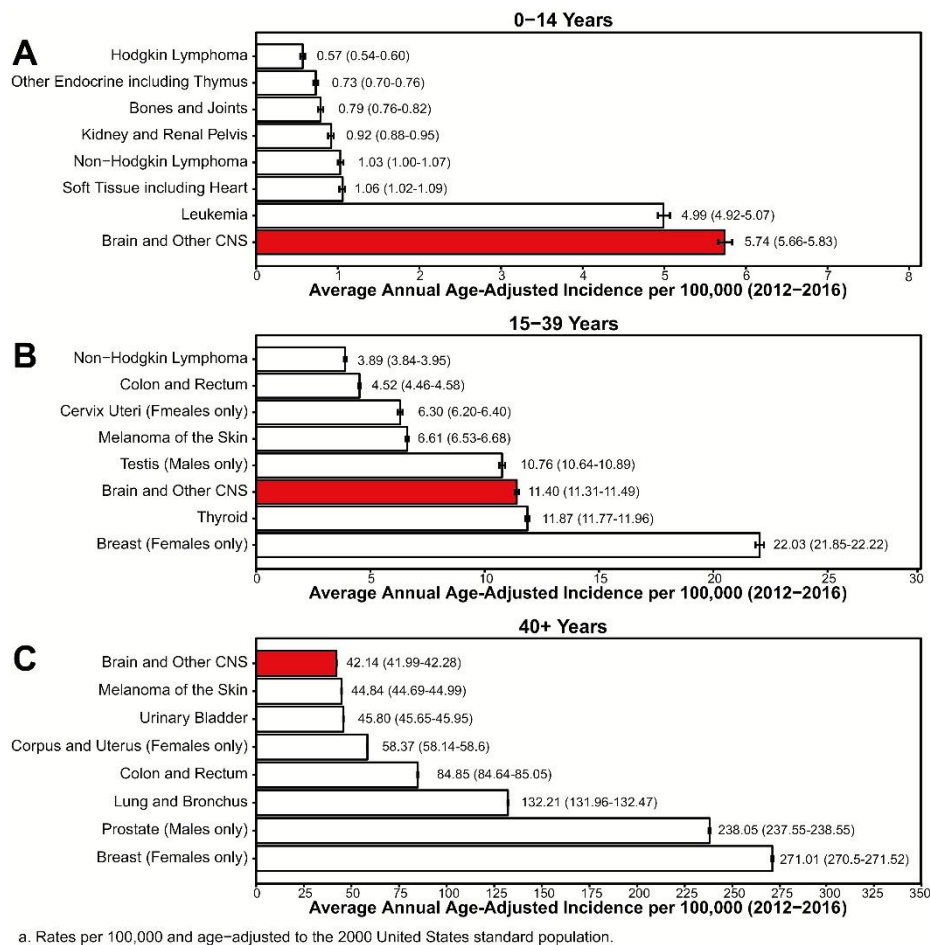 0−14 Years
A
Hodgkin Lymphoma 0.57 (0.54-0.60)
Other Endocrine including Thymus 0.73 (0.70-0.76)
Bones and Joints 0.79 (0.76-0.82)
Kidney and Renal Pelvis 0.92 (0.88-0.95)
Non−Hodgkin Lymphoma 1.03 (1.00-1.07)
Soft Tissue including Heart 1.06 (1.02-1.09)
Leukemia 4.99 (4.92-5.07)
Brain and Other CNS 5.74 (5.66-5.83)
0 1 2 3 4 5 6 7 8
Average Annual Age−Adjusted Incidence per 100,000 (2012−2016)
15−39 Years
B
Non−Hodgkin Lymphoma 3.89 (3.84-3.95)
Colon and Rectum 4.52 (4.46-4.58)
Cervix Uteri (Fmeales only) 6.30 (6.20-6.40)
Melanoma of the Skin 6.61 (6.53-6.68)
Testis (Males only) 10.76 (10.64-10.89)
Brain and Other CNS 11.40 (11.31-11.49)
Thyroid 11.87 (11.77-11.96)
Breast (Females only) 22.03 (21.85-22.22)
0 5 10 15 20 25 30
Average Annual Age−Adjusted Incidence per 100,000 (2012−2016)
40+ Years
C
Brain and Other CNS 42.14 (41.99-42.28)
Melanoma of the Skin 44.84 (44.69-44.99)
Urinary Bladder 45.80 (45.65-45.95)
Corpus and Uterus (Females only) 58.37 (58.14-58.6)
Colon and Rectum 84.85 (84.64-85.05)
Lung and Bronchus 132.21 (131.96-132.47)
Prostate (Males only) 238.05 (237.55-238.55)
Breast (Females only) 271.01 (270.5-271.52)
0 25 50 75 100 125 150 175 200 225 250 275 300 325 350
Average Annual Age−Adjusted Incidence per 100,000 (2012−2016)
a. Rates per 100,000 and age−adjusted to the 2000 United States standard population.